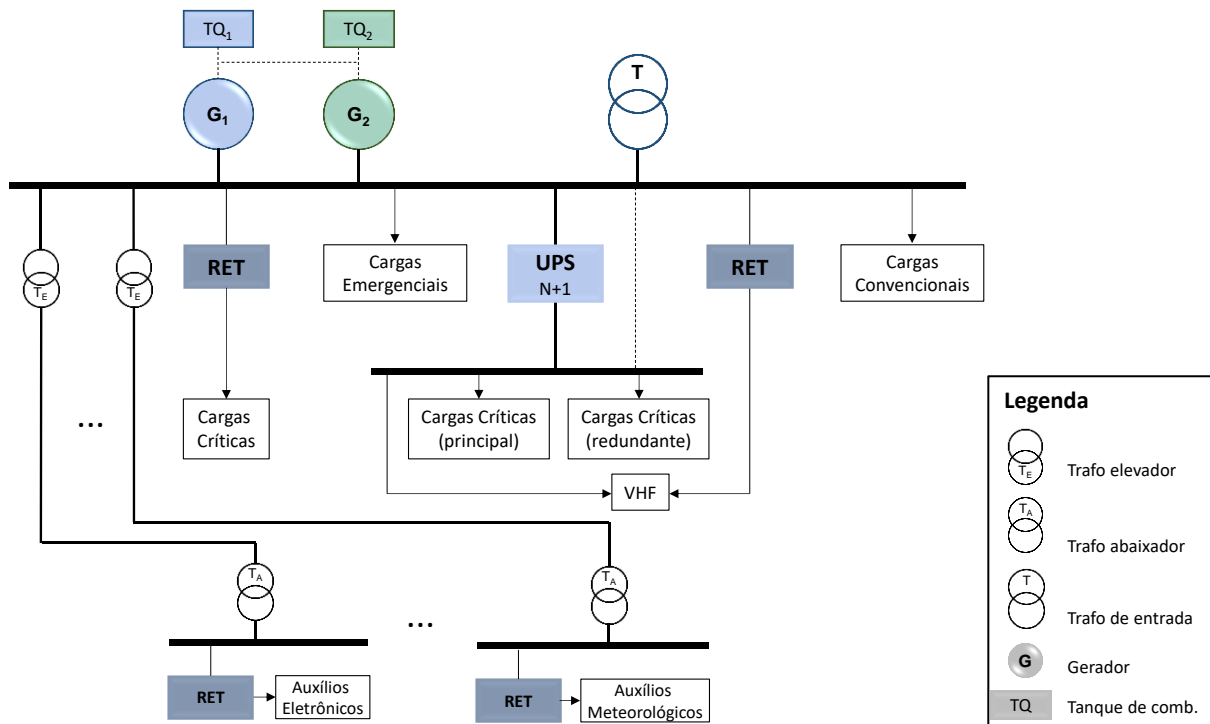 TQ1
TQ2
G1
G2
T
TE
TE
RET
Cargas
Emergenciais
UPS
N+1
RET
Cargas
Convencionais
...
Cargas
Críticas
Cargas Críticas
(principal)
Cargas Críticas
(redundante)
VHF
TA
TA
...
RET
Auxílios
Eletrônicos
RET
Auxílios
Meteorológicos
Legenda
TE
Trafo elevador
TA
Trafo abaixador
T
Trafo de entrada
G
Gerador
TQ
Tanque de comb.